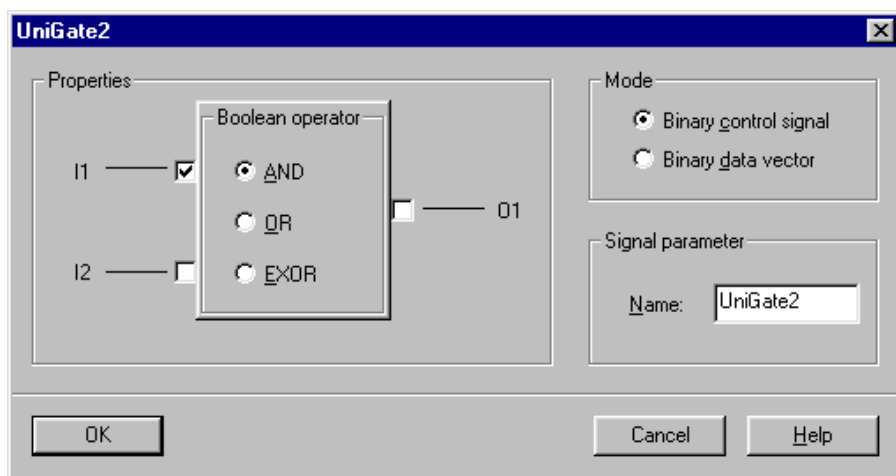 UniGate2
Properties
Boolean operator
I1
AND
OR
O1
I2
EXOR
Mode
Binary control signal
Binary data vector
Signal parameter
Name: UniGate2
OK
Cancel
Help